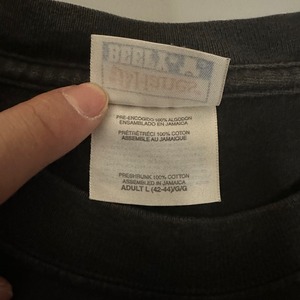 PRE-ENCOGIDO 100% ALGODON
ENSAMBLADO EN JAMAICA
PRÉTRÉTRÉCI 100% COTON
ASSEMBLE AU JAMAIQUE
PRESHRUNK 100% COTTON
ASSEMBLED IN JAMAICA
ADULT L (42-44)/G/G